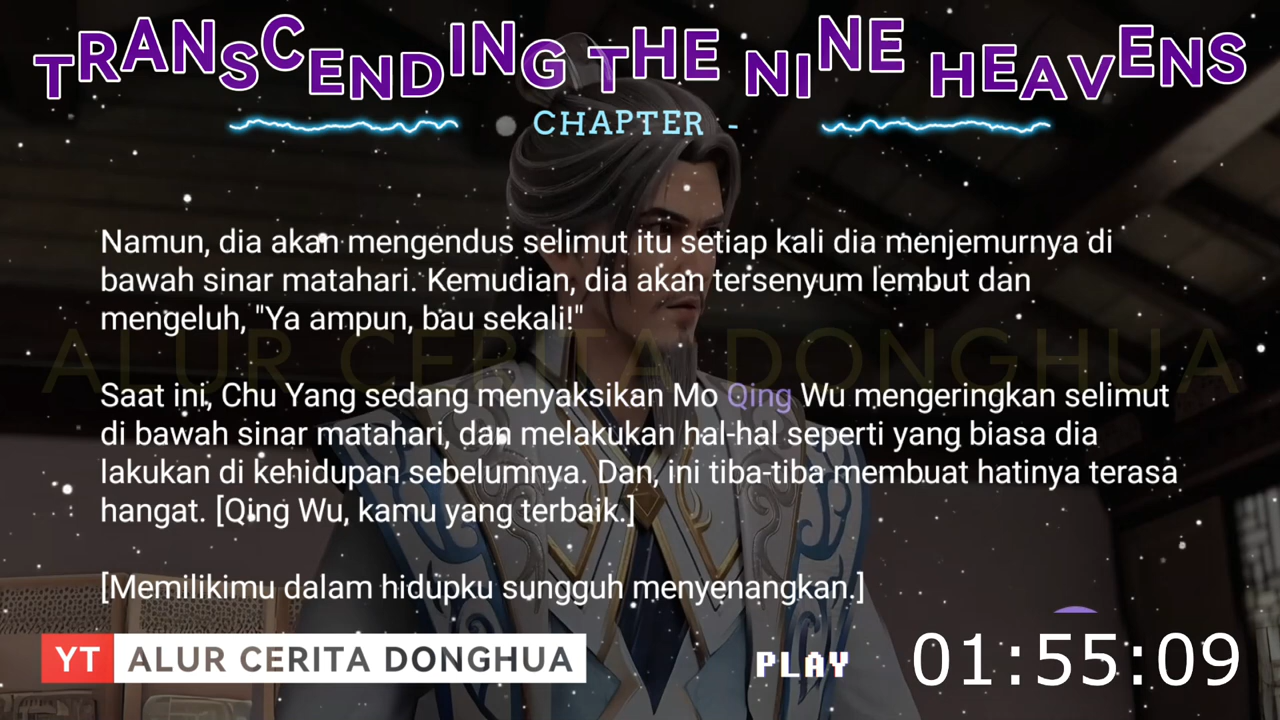 TRANSCENDING THE NINE HEAVENS
CHAPTER -
Namun, dia akan mengendus selimut itu setiap kali dia menjemurnya di
bawah sinar matahari. Kemudian, dia akan tersenyum lembut dan
mengeluh, "Ya ampun, bau sekali!"
ALUR CERITA DONGHUA
Saat ini, Chu Yang sedang menyaksikan Mo Qing Wu mengeringkan selimut
di bawah sinar matahari, dan melakukan hal-hal seperti yang biasa dia
lakukan di kehidupan sebelumnya. Dan, ini tiba-tiba membuat hatinya terasa
hangat. [Qing Wu, kamu yang terbaik.]
[Memilikimu dalam hidupku sungguh menyenangkan.]
YT ALUR CERITA DONGHUA
PLAY 01:55:09